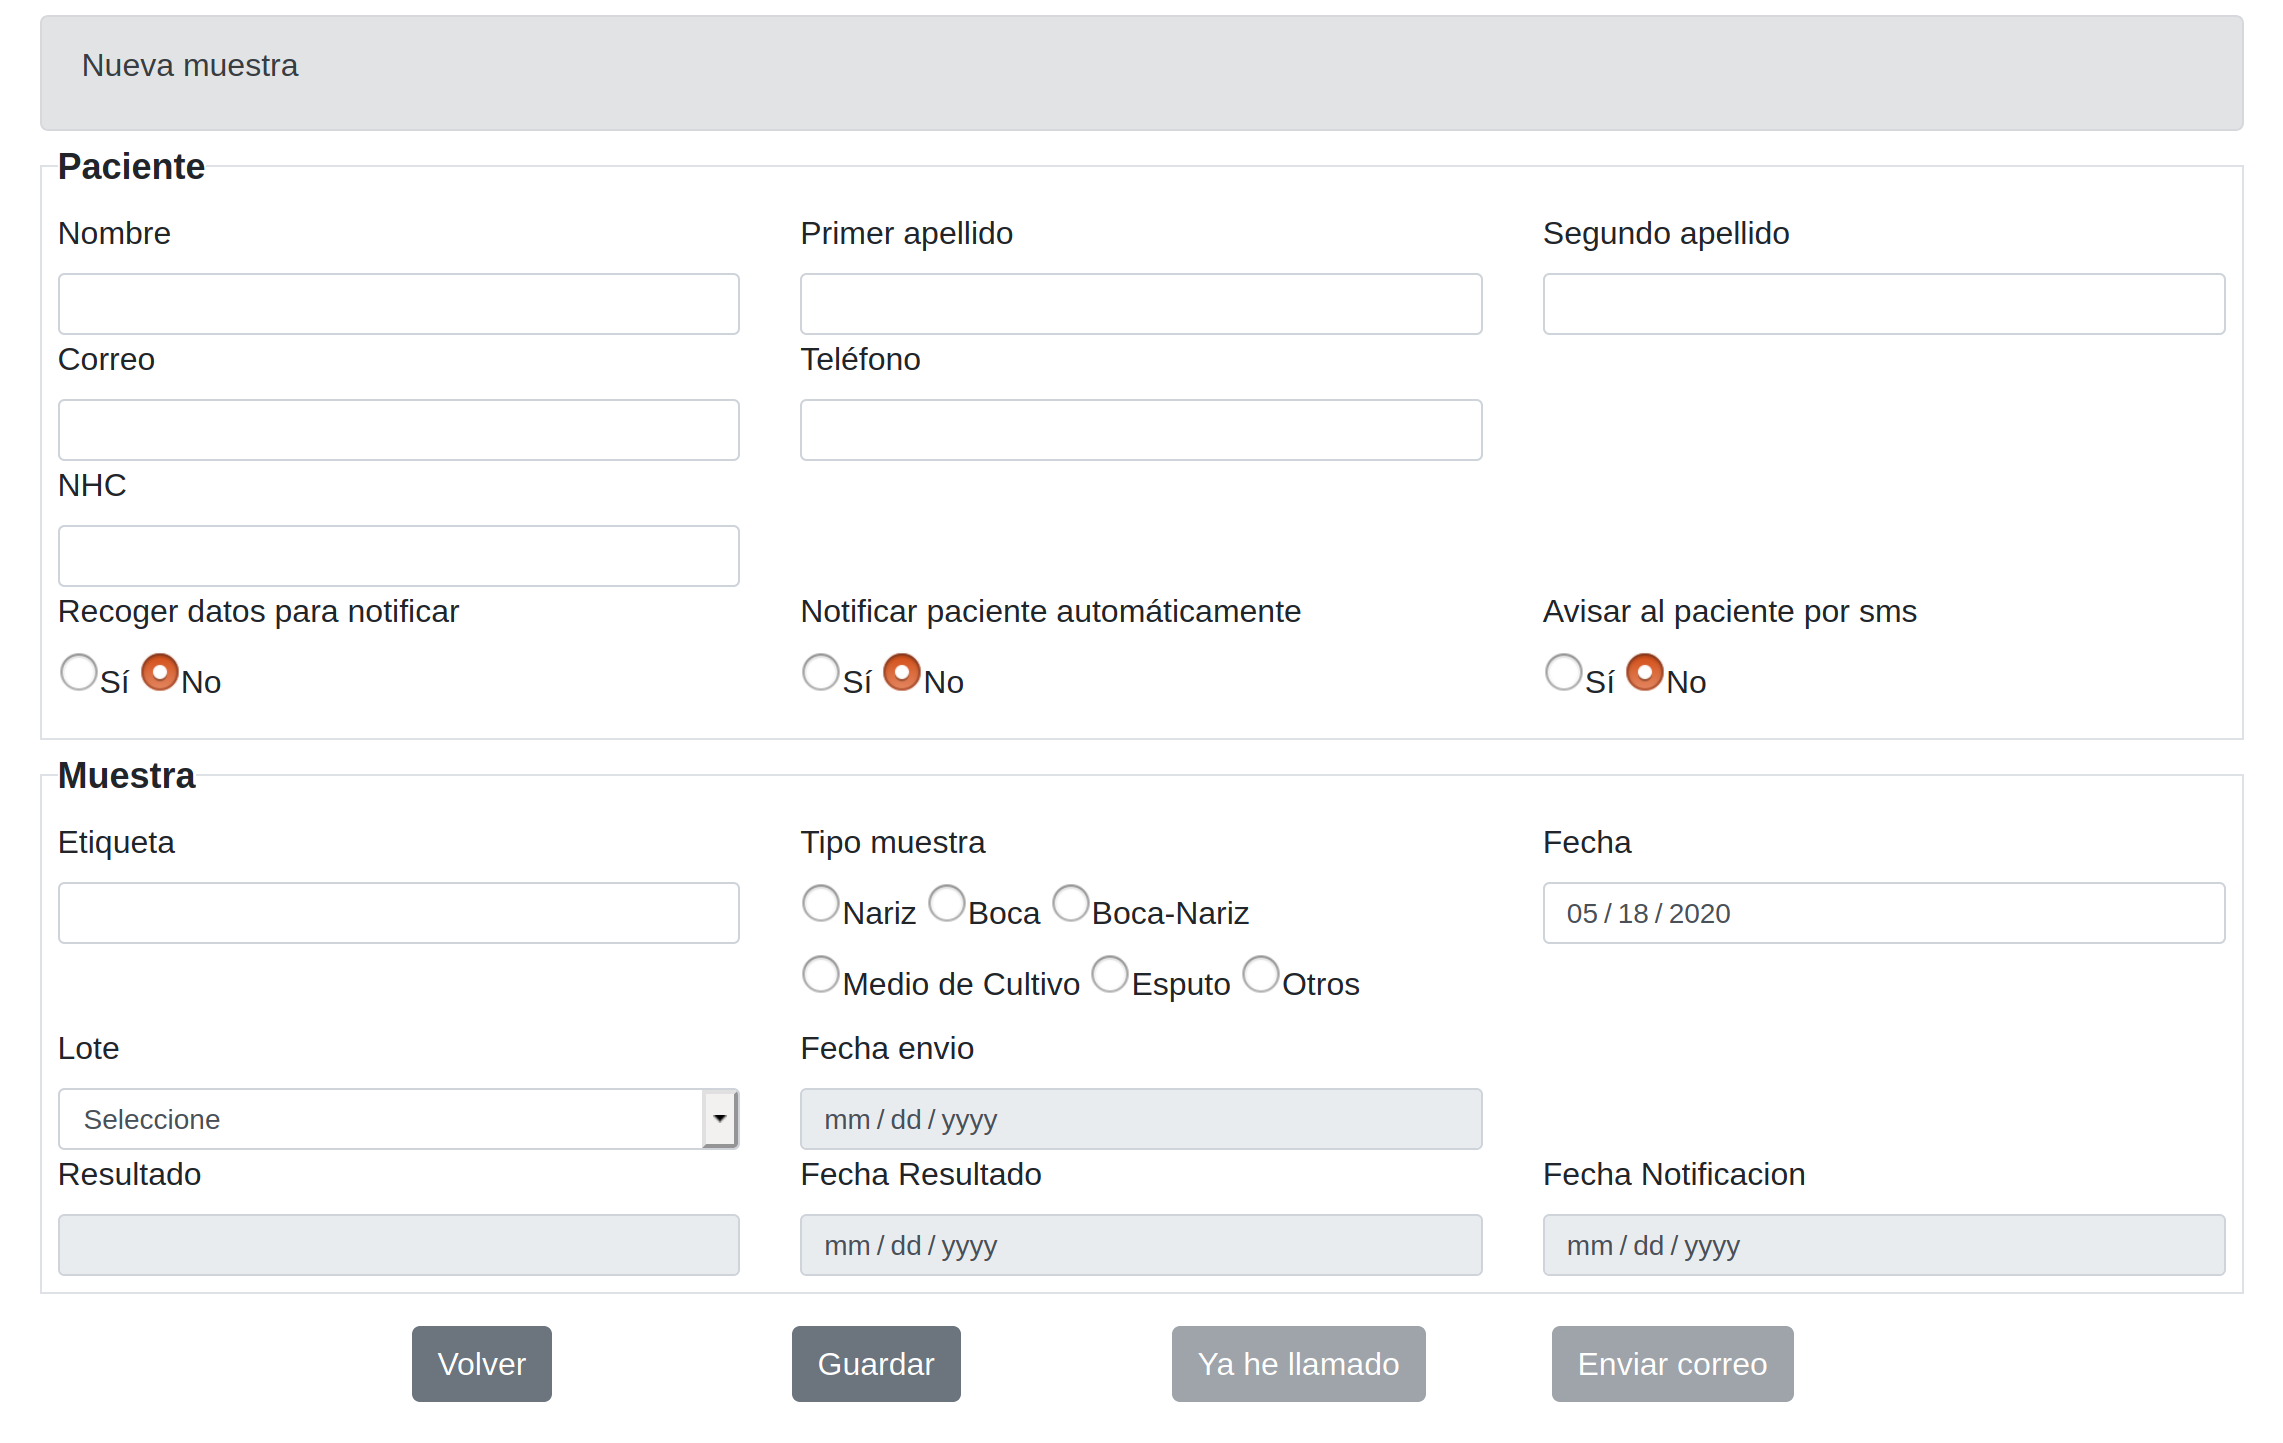 Nueva muestra
Paciente
Nombre Primer apellido Segundo apellido
Correo Teléfono
NHC
Recoger datos para notificar Notificar paciente automáticamente Avisar al paciente por sms
Sí No Sí No Sí No
Muestra
Etiqueta Tipo muestra Fecha
Nariz Boca Boca-Nariz 05 / 18 / 2020
Medio de Cultivo Esputo Otros
Lote Fecha envio
Seleccione mm / dd / yyyy
Resultado Fecha Resultado Fecha Notificacion
mm / dd / yyyy mm / dd / yyyy
Volver Guardar Ya he llamado Enviar correo